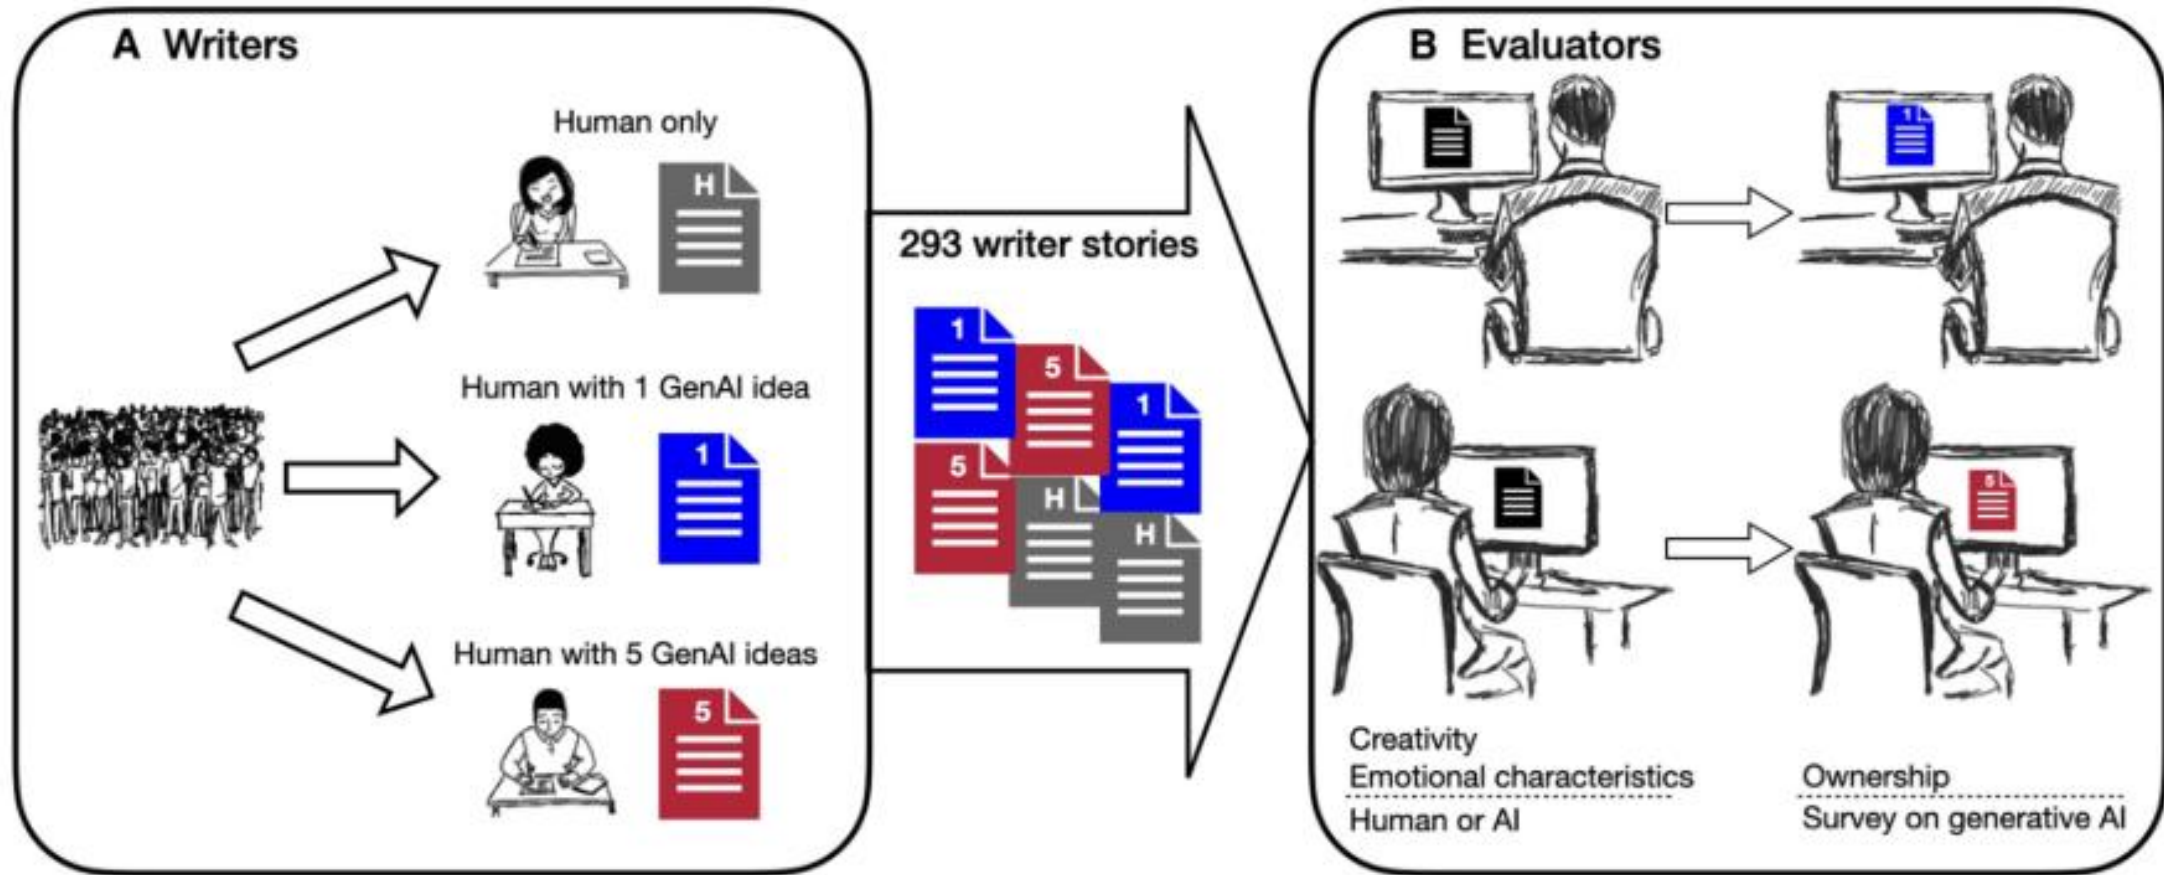 A Writers
Human only
H
Human with 1 GenAI idea
1
Human with 5 GenAI ideas
5
293 writer stories
1
5
1
5
H
H
B Evaluators
1
5
Creativity
Emotional characteristics
Human or AI
Ownership
Survey on generative AI